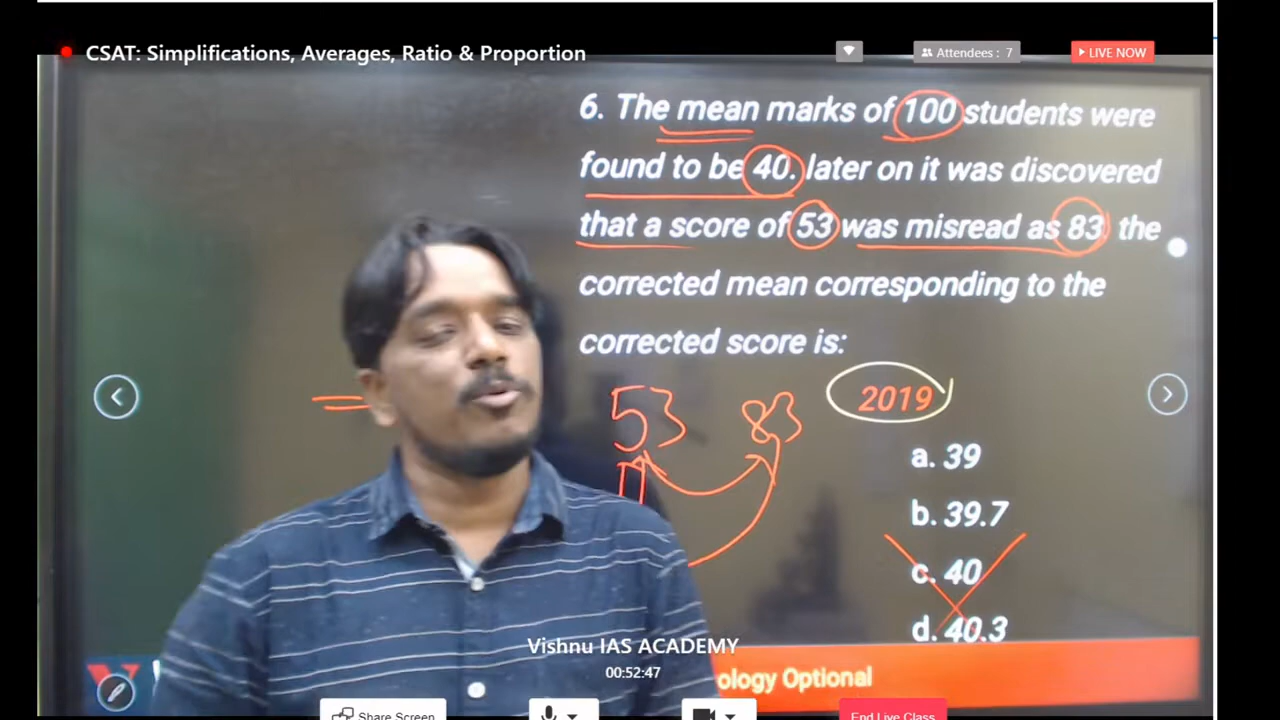 CSAT: Simplifications, Averages, Ratio & Proportion
Attendees : 7
LIVE NOW
6. The mean marks of 100 students were
found to be 40. later on it was discovered
that a score of 53 was misread as 83 the
corrected mean corresponding to the
corrected score is:
53 83
2019
a. 39
b. 39.7
c. 40
d. 40.3
Vishnu IAS ACADEMY
00:52:47
ology Optional
Share Screen
End Live Class